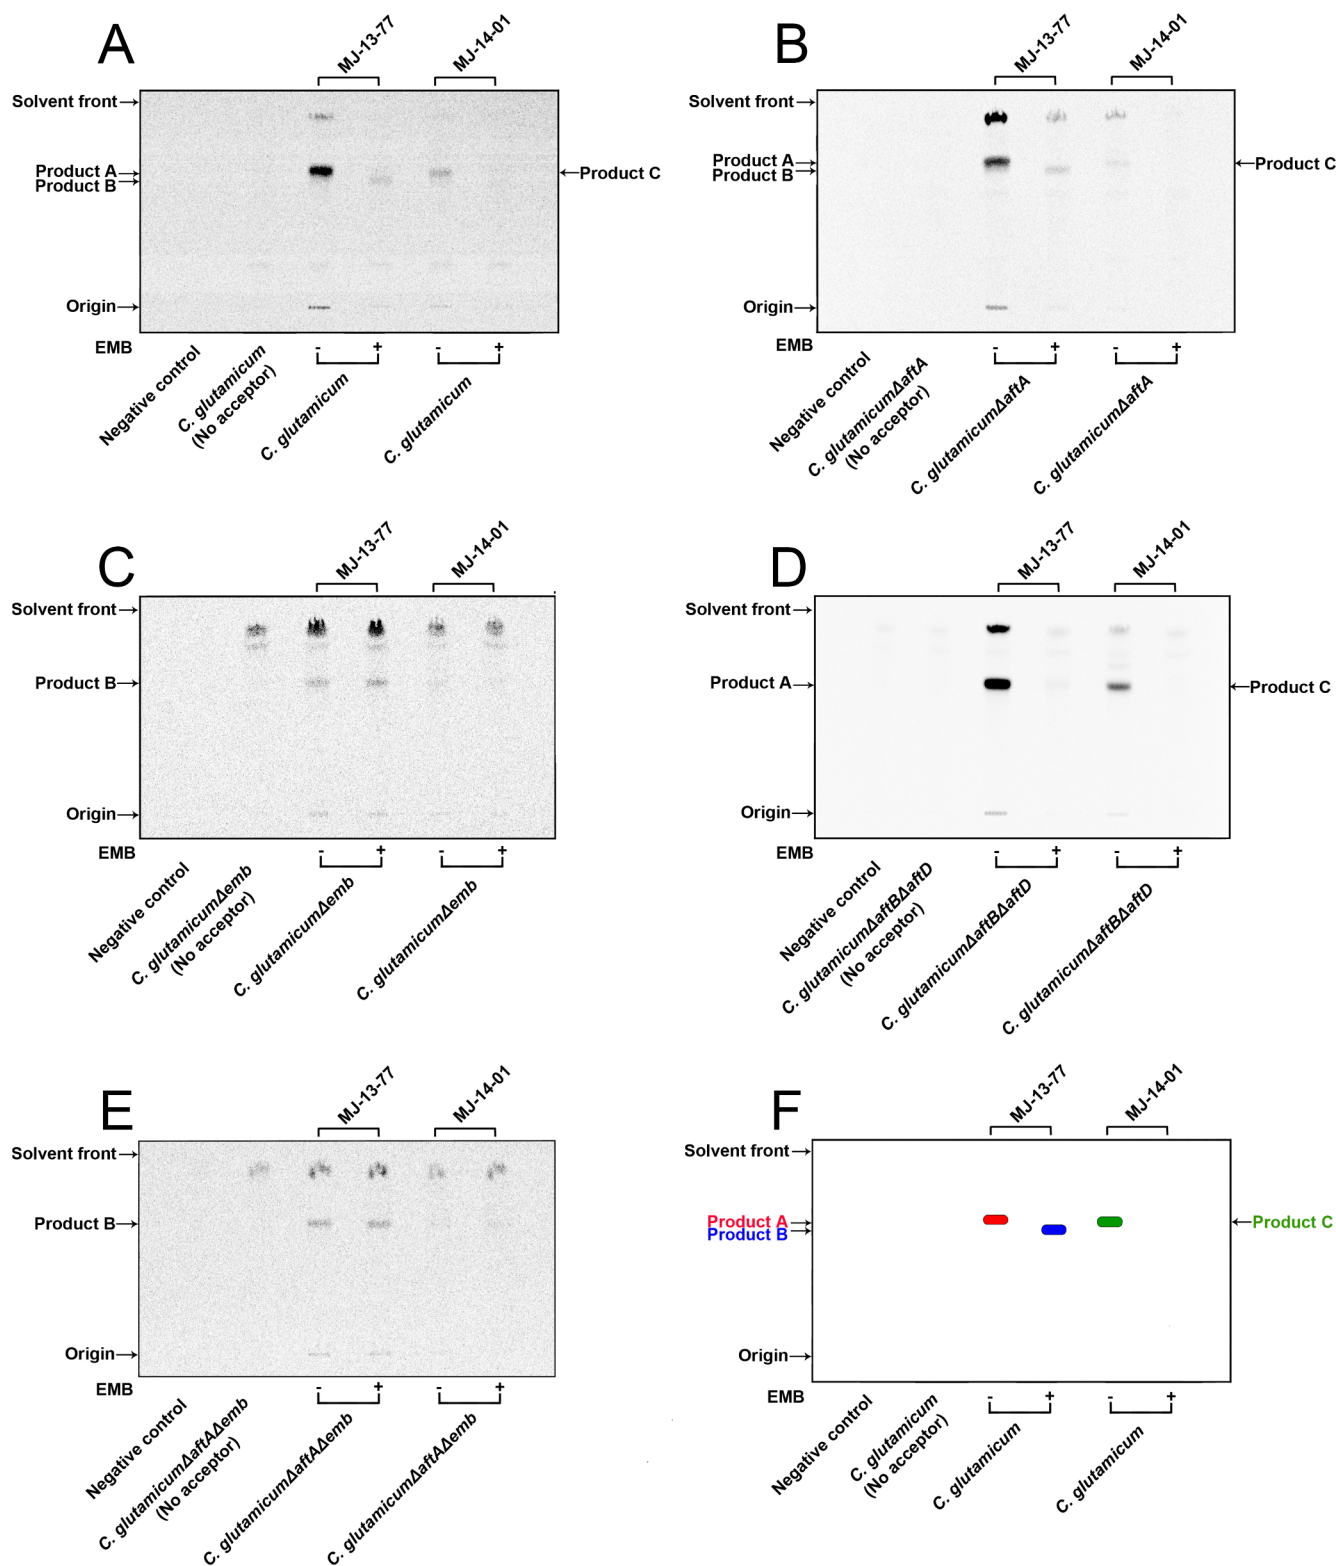 A
MJ-13-77
MJ-14-01
Solvent front
Product A
Product B
Product C
Origin
EMB
-
+
-
+
Negative control
C. glutamicum
(No acceptor)
C. glutamicum
C. glutamicum
B
MJ-13-77
MJ-14-01
Solvent front
Product A
Product B
Product C
Origin
EMB
-
+
-
+
Negative control
C. glutamicumΔaftA
(No acceptor)
C. glutamicumΔaftA
C. glutamicumΔaftA
C
MJ-13-77
MJ-14-01
Solvent front
Product B
Origin
EMB
-
+
-
+
Negative control
C. glutamicumΔemb
(No acceptor)
C. glutamicumΔemb
C. glutamicumΔemb
D
MJ-13-77
MJ-14-01
Solvent front
Product A
Product C
Origin
EMB
-
+
-
+
Negative control
C. glutamicumΔaftBΔaftD
(No acceptor)
C. glutamicumΔaftBΔaftD
C. glutamicumΔaftBΔaftD
E
MJ-13-77
MJ-14-01
Solvent front
Product B
Origin
EMB
-
+
-
+
Negative control
C. glutamicumΔaftAΔemb
(No acceptor)
C. glutamicumΔaftAΔemb
C. glutamicumΔaftAΔemb
F
MJ-13-77
MJ-14-01
Solvent front
Product A
Product B
Product C
Origin
EMB
-
+
-
+
Negative control
C. glutamicum
(No acceptor)
C. glutamicum
C. glutamicum